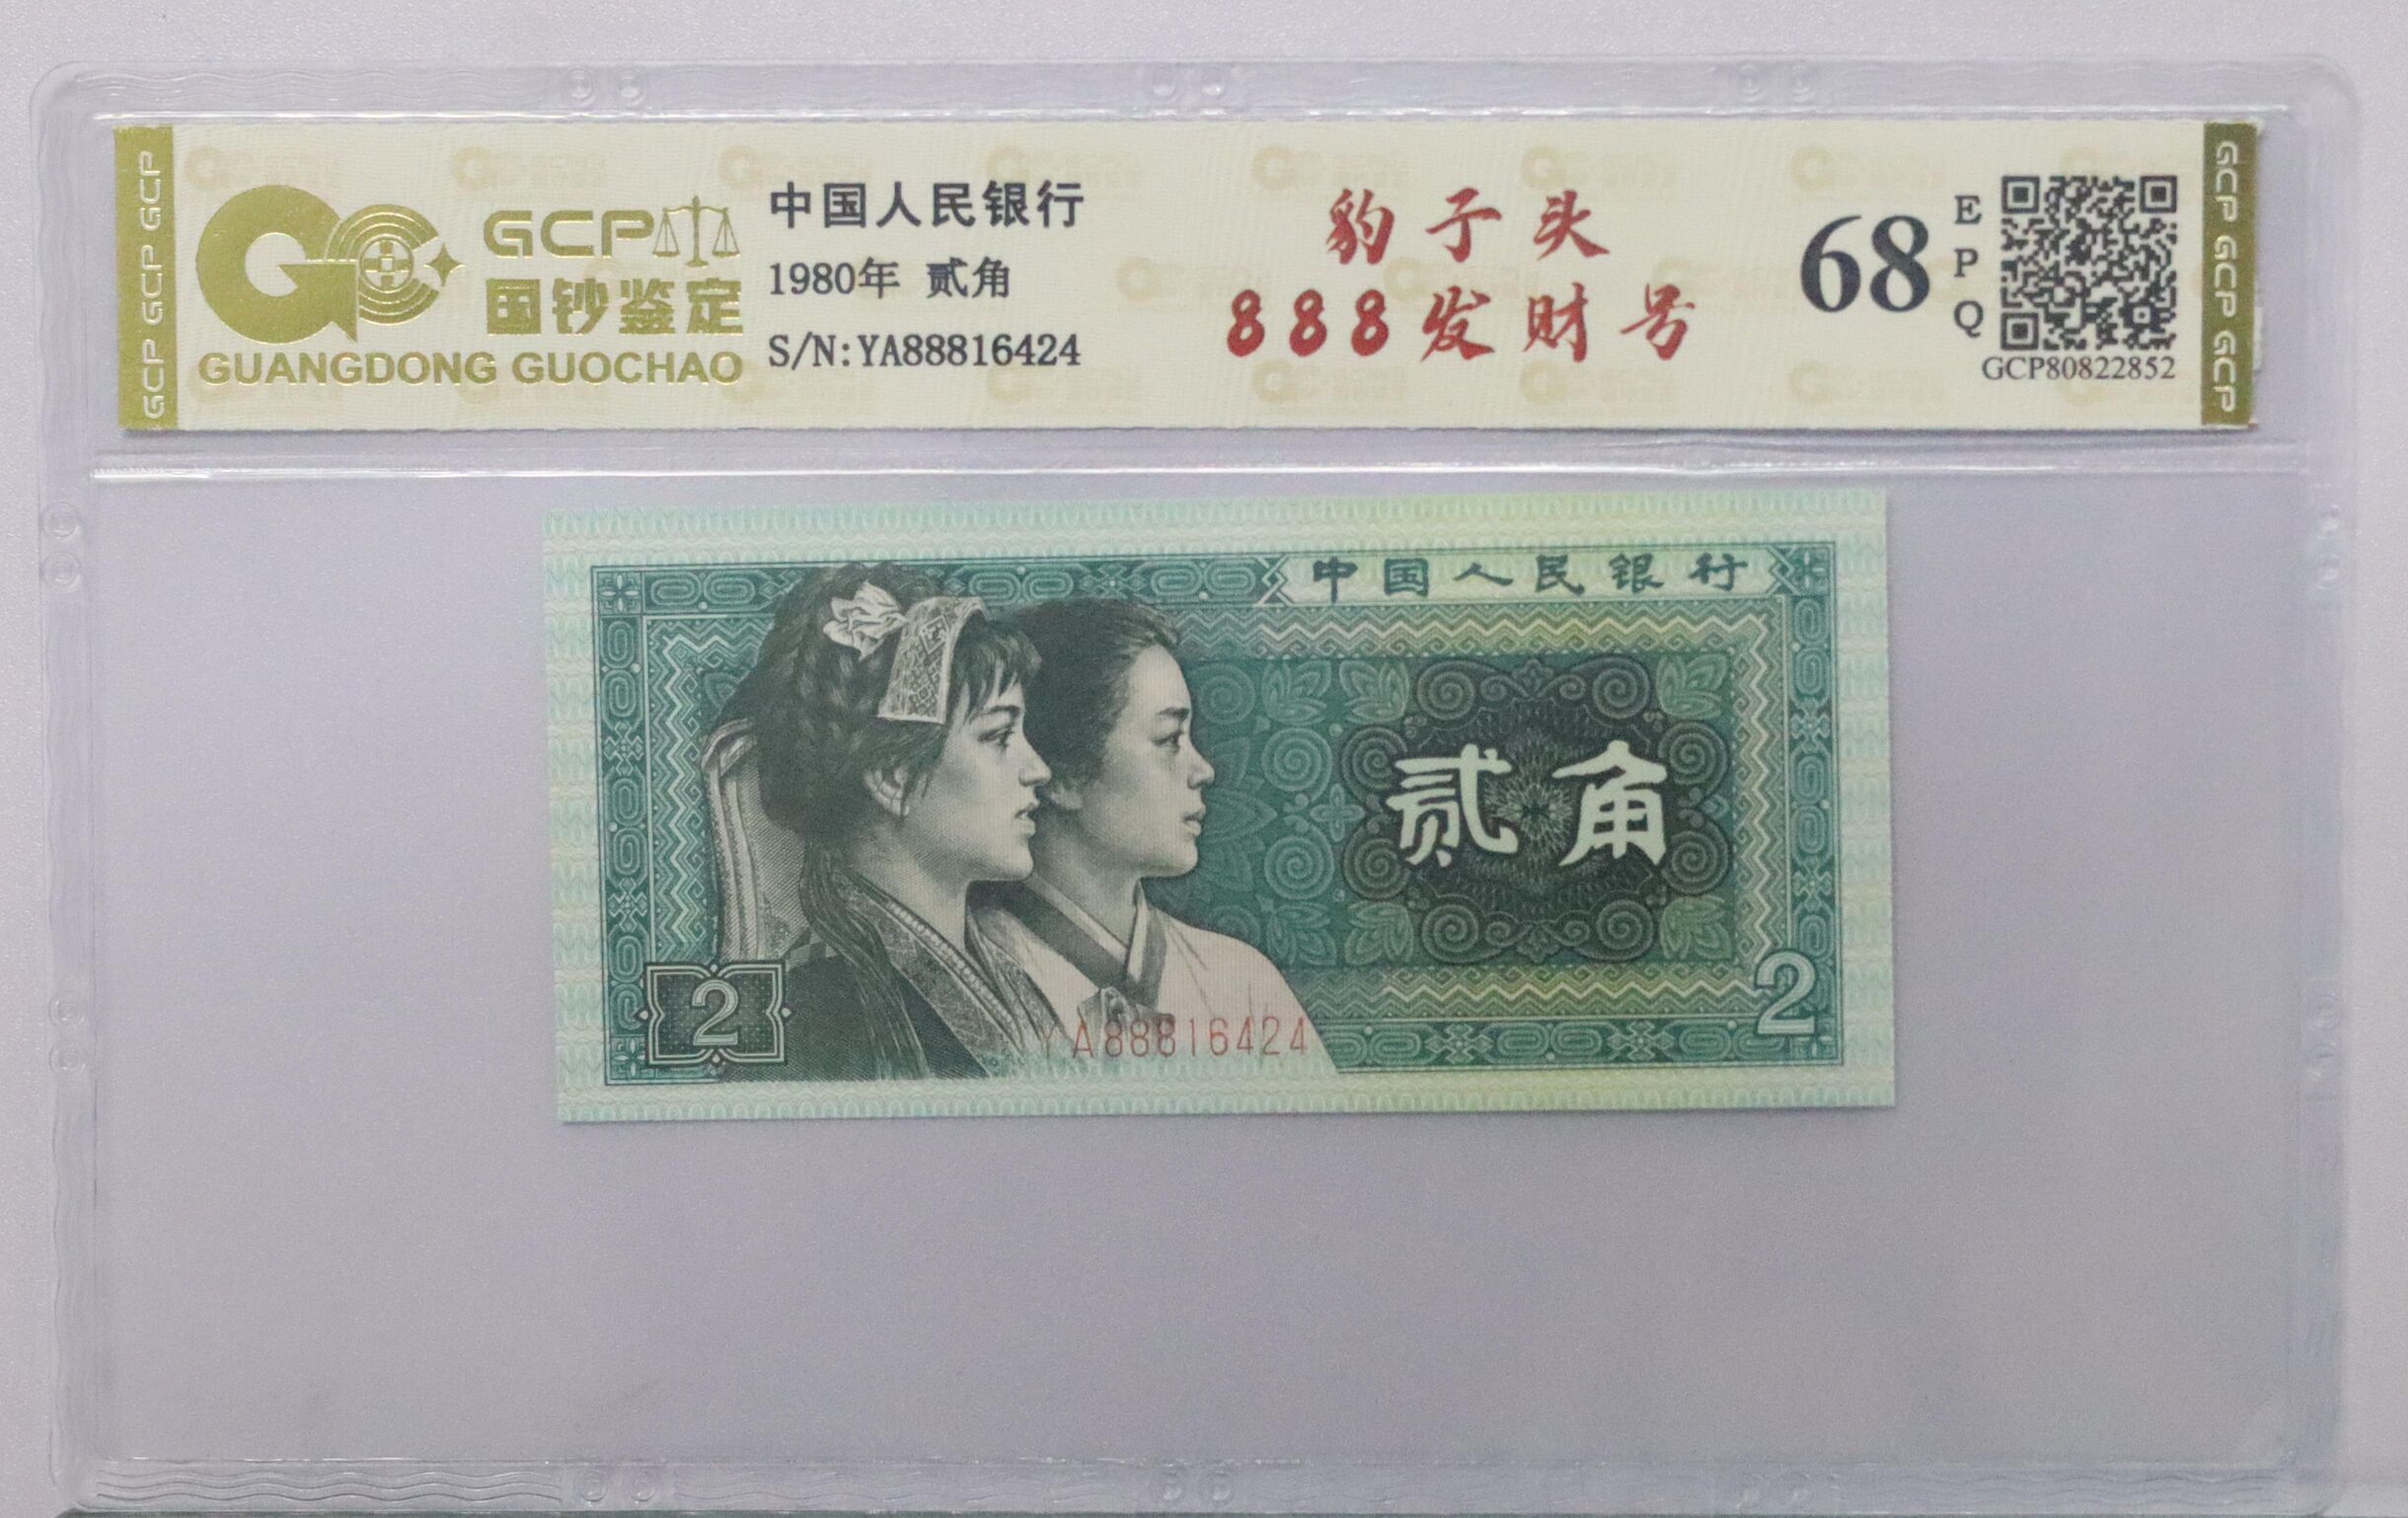 GCP GCP GCP
GCP
国钞鉴定
GUANGDONG GUOCHAO
中国人民银行
1980年 贰角
S/N:YA88816424
豹子头
888发财号
68
E
P
Q
GCP80822852
GCP GCP GCP
中国人民银行
贰角
2
YA88816424
2